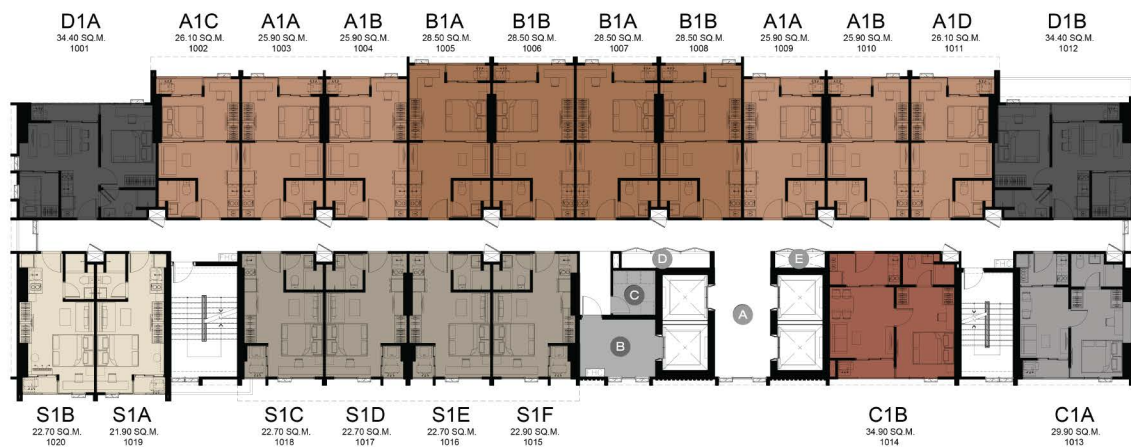 D1A
34.40 SQ.M.
1001
A1C
26.10 SQ.M.
1002
A1A
25.90 SQ.M.
1003
A1B
25.90 SQ.M.
1004
B1A
28.50 SQ.M.
1005
B1B
28.50 SQ.M.
1006
B1A
28.50 SQ.M.
1007
B1B
28.50 SQ.M.
1008
A1A
25.90 SQ.M.
1009
A1B
25.90 SQ.M.
1010
A1D
26.10 SQ.M.
1011
D1B
34.40 SQ.M.
1012
D
E
C
A
B
S1B
22.70 SQ.M.
1020
S1A
21.90 SQ.M.
1019
S1C
22.70 SQ.M.
1018
S1D
22.70 SQ.M.
1017
S1E
22.70 SQ.M.
1016
S1F
22.90 SQ.M.
1015
C1B
34.90 SQ.M.
1014
C1A
29.90 SQ.M.
1013